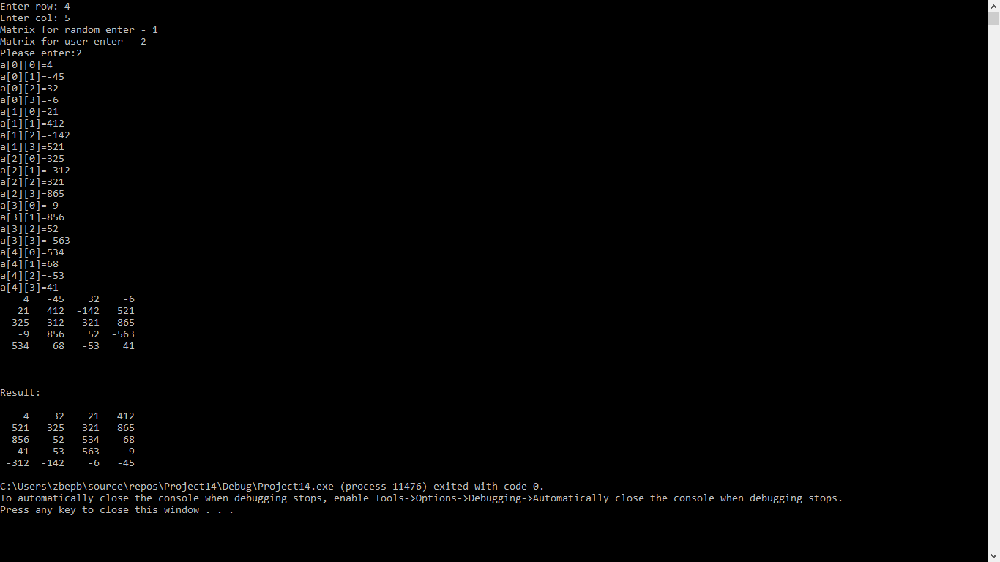 Enter row: 4
Enter col: 5
Matrix for random enter - 1
Matrix for user enter - 2
Please enter:2
a[0][0]=4
a[0][1]=-45
a[0][2]=32
a[0][3]=-6
a[1][0]=21
a[1][1]=412
a[1][2]=-142
a[1][3]=521
a[2][0]=325
a[2][1]=-312
a[2][2]=321
a[2][3]=865
a[3][0]=-9
a[3][1]=856
a[3][2]=52
a[3][3]=-563
a[4][0]=534
a[4][1]=68
a[4][2]=-53
a[4][3]=41
    4   -45    32    -6
   21   412  -142   521
  325  -312   321   865
   -9   856    52  -563
  534    68   -53    41
Result:
    4    32    21   412
  521   325   321   865
  856    52   534    68
   41   -53  -563    -9
 -312  -142    -6   -45
C:\Users\zbepb\source\repos\Project14\Debug\Project14.exe (process 11476) exited with code 0.
To automatically close the console when debugging stops, enable Tools->Options->Debugging->Automatically close the console when debugging stops.
Press any key to close this window . . .